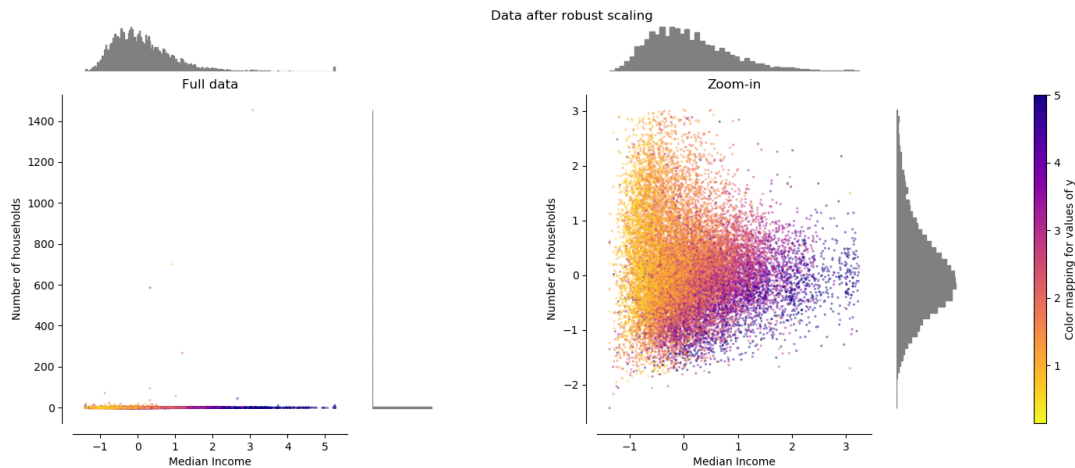 Data after robust scaling
Full data
Zoom-in
1400
1200
1000
800
600
400
200
0
Number of households
−1 0 1 2 3 4 5
Median Income
3
2
1
0
−1
−2
Number of households
−1 0 1 2 3
Median Income
5
4
3
2
1
Color mapping for values of y